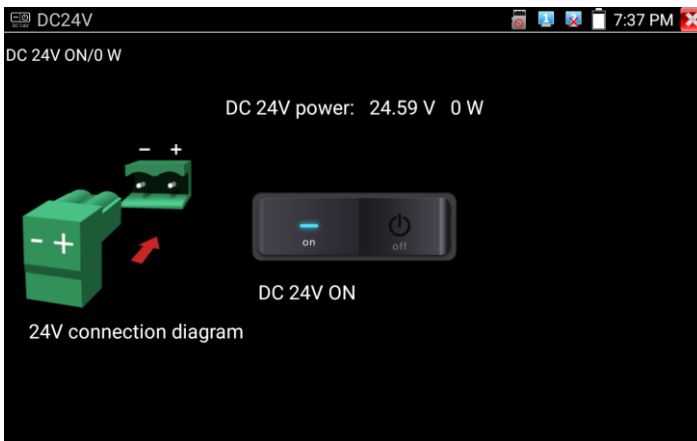 DC24V
7:37 PM
DC 24V ON/0 W
DC 24V power: 24.59 V 0 W
- +
- +
on
off
DC 24V ON
24V connection diagram